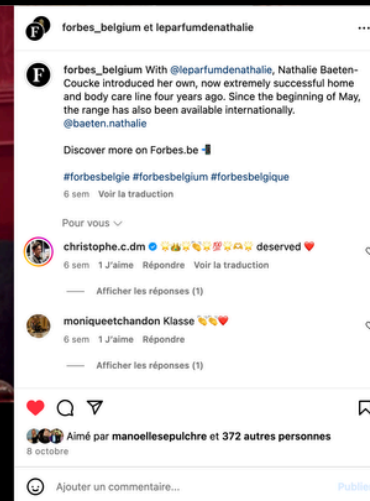 forbes_belgium et leparfumdenathalie
forbes_belgium With @leparfumdenathalie, Nathalie Baeten-
Coucke introduced her own, now extremely successful home
and body care line four years ago. Since the beginning of May,
the range has also been available internationally.
@baeten.nathalie
Discover more on Forbes.be 📲
#forbesbelgie #forbesbelgium #forbesbelgique
6 sem Voir la traduction
Pour vous
christophe.c.dm deserved ❤️
6 sem 1 J'aime Répondre Voir la traduction
Afficher les réponses (1)
moniqueetchandon Klasse 👏👏❤️
6 sem 1 J'aime Répondre
Afficher les réponses (1)
Aimé par manoellesepulchre et 372 autres personnes
8 octobre
Ajouter un commentaire...
Publier